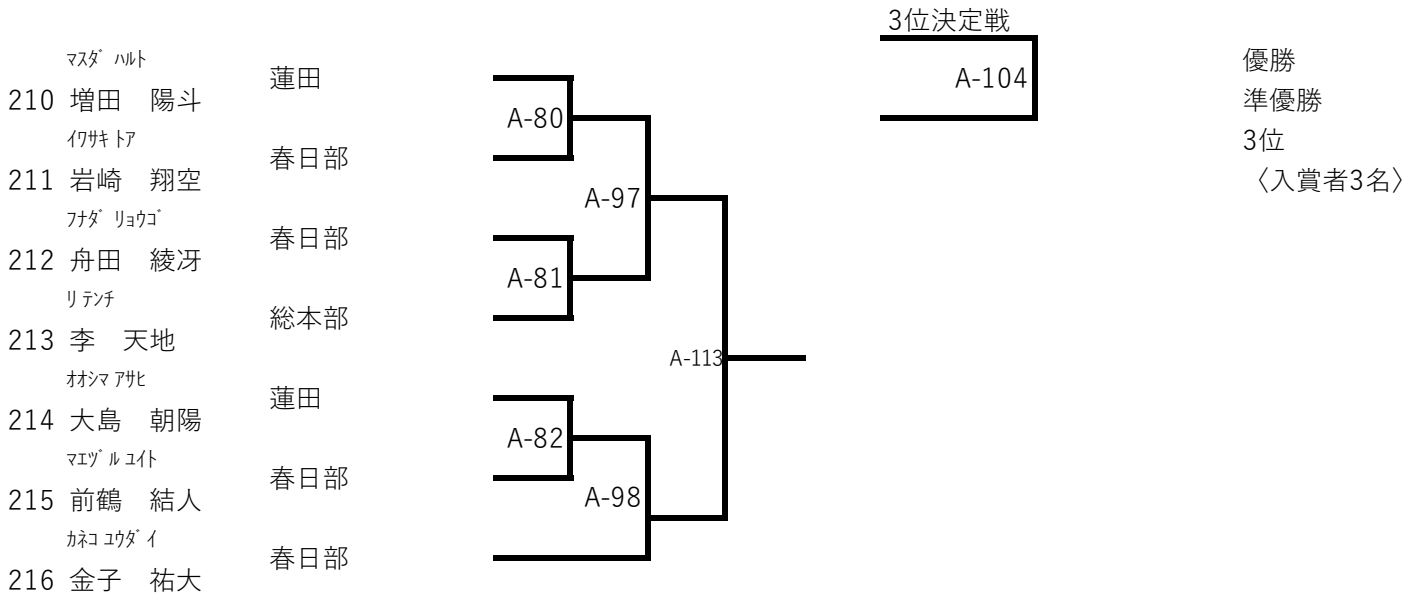 3位決定戦
A-104
優勝
準優勝
3位
〈入賞者3名〉
ﾏｽﾀﾞ ﾊﾙﾄ
210 増田　陽斗 蓮田
ｲﾜｻｷ ﾄｱ
211 岩崎　翔空 春日部
ﾌﾅﾀﾞ ﾘｮｳｺﾞ
212 舟田　綾冴 春日部
ﾘ ﾃﾝﾁ
213 李　天地 総本部
ｵｵｼﾏ ｱｻﾋ
214 大島　朝陽 蓮田
ﾏｴﾂﾞﾙ ﾕｲﾄ
215 前鶴　結人 春日部
ｶﾈｺ ﾕｳﾀﾞｲ
216 金子　祐大 春日部
A-80
A-97
A-81
A-113
A-82
A-98